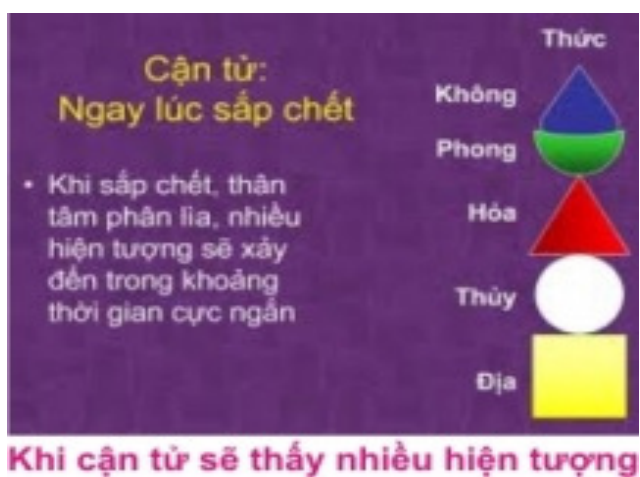 Cận tử:
Ngay lúc sắp chết
• Khi sắp chết, thân
tâm phân lìa, nhiều
hiện tượng sẽ xảy
đến trong khoảng
thời gian cực ngắn
Thức
Không
Phong
Hỏa
Thủy
Địa
Khi cận tử sẽ thấy nhiều hiện tượng